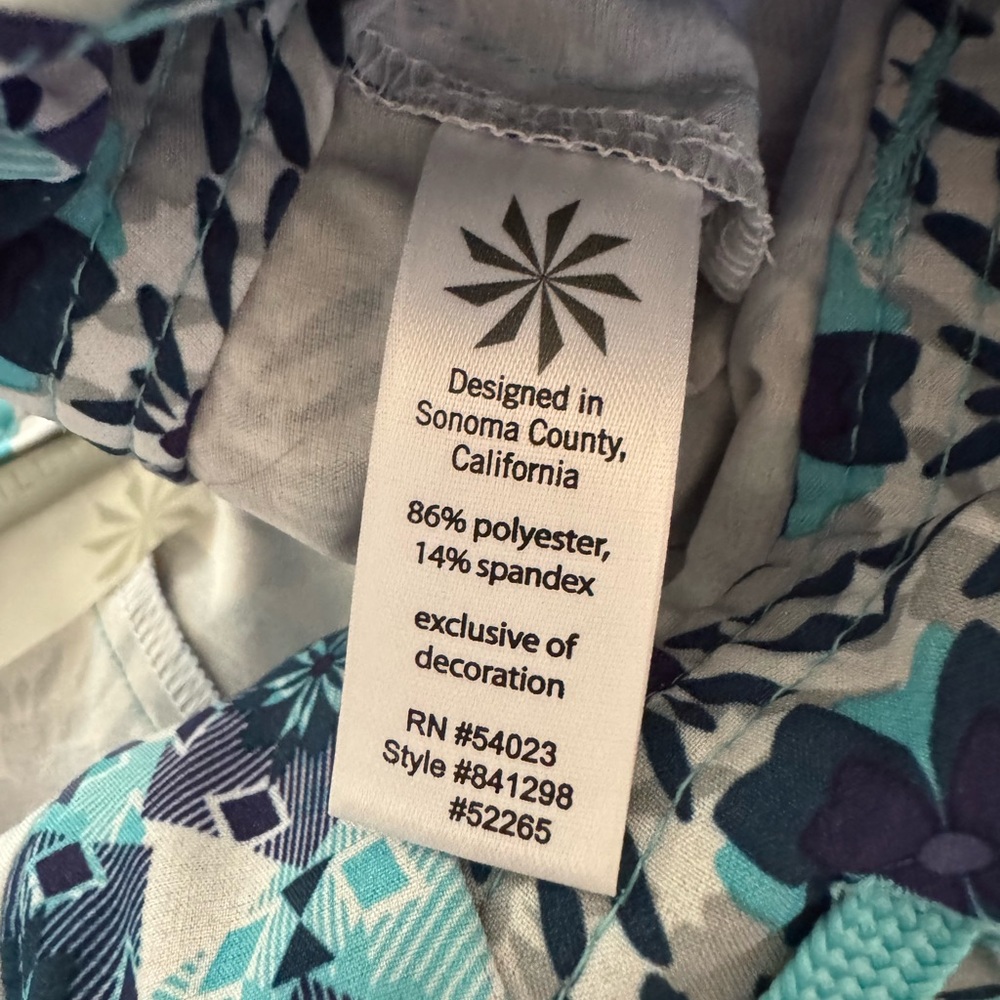 Designed in
Sonoma County,
California
86% polyester,
14% spandex
exclusive of
decoration
RN #54023
Style #841298
#52265